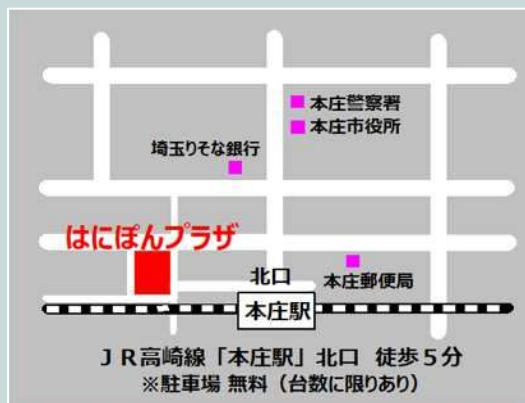 本庄警察署
本庄市役所
埼玉りそな銀行
はにぽんプラザ
北口
本庄郵便局
本庄駅
JR高崎線「本庄駅」北口 徒歩5分
※駐車場 無料（台数に限りあり）